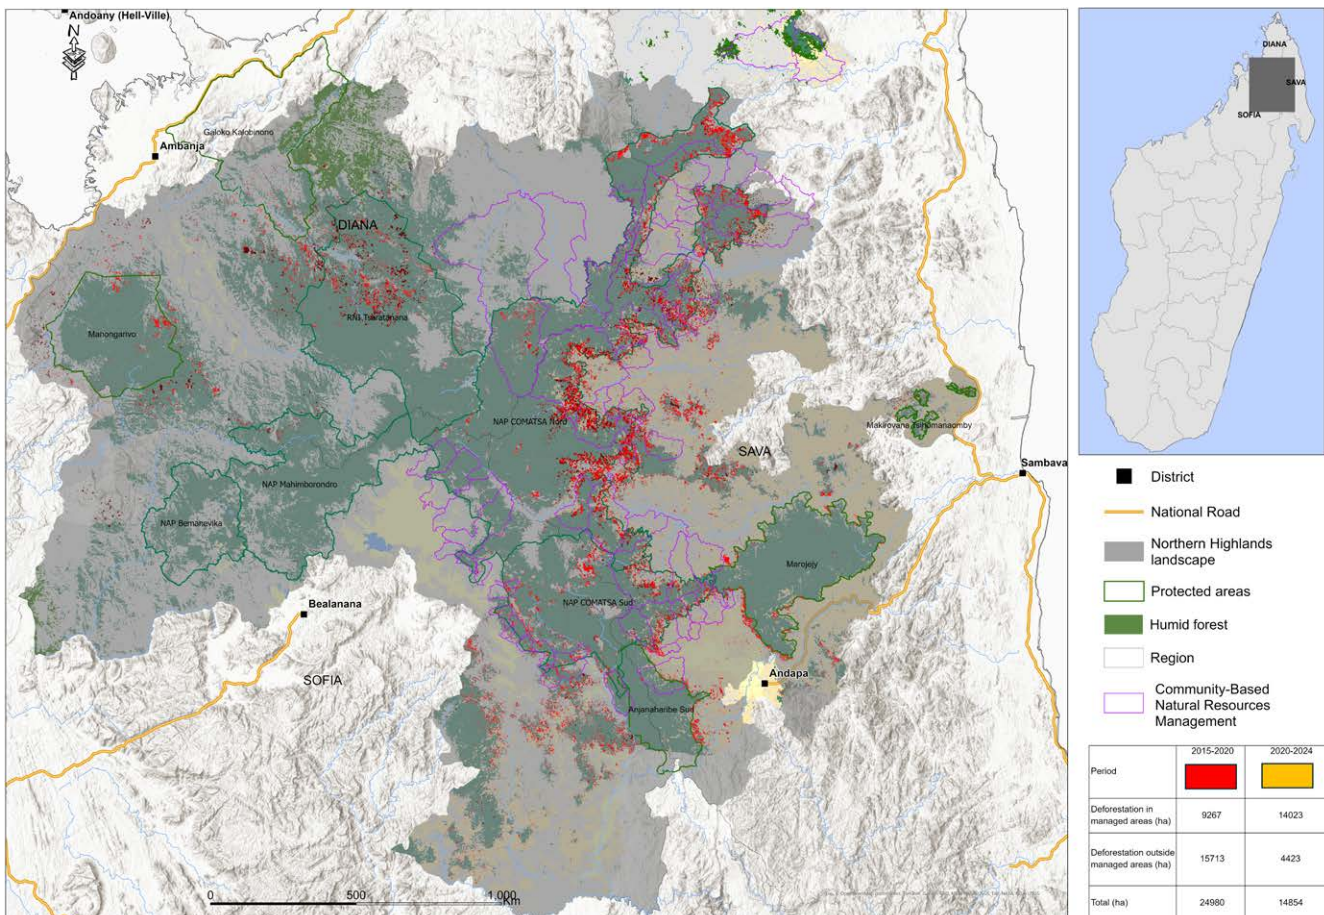 Andoany (Hell-Ville)
N
Galoko Kalobinono
Ambanja
DIANA
RNI Tsaratanana
Manongarivo
NAP COMATSA Nord
Makirovana Tsihomanaomby
SAVA
Sambava
NAP Mahimborondro
NAP Bemanevika
Marojejy
NAP COMATSA Sud
Bealanana
SOFIA
Andapa
Anjanaharibe Sud
0 500 1,000
Km
DIANA
SAVA
SOFIA
District
National Road
Northern Highlands
landscape
Protected areas
Humid forest
Region
Community-Based
Natural Resources
Management
2015-2020 2020-2024
Period
Deforestation in
managed areas (ha) 9267 14023
Deforestation outside
managed areas (ha) 15713 4423
Total (ha) 24980 14854